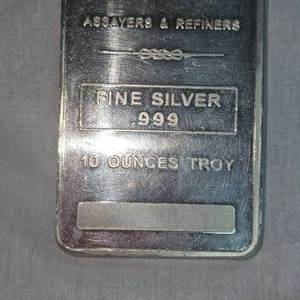 ASSAYERS & REFINERS
FINE SILVER
999
10 OUNCES TROY